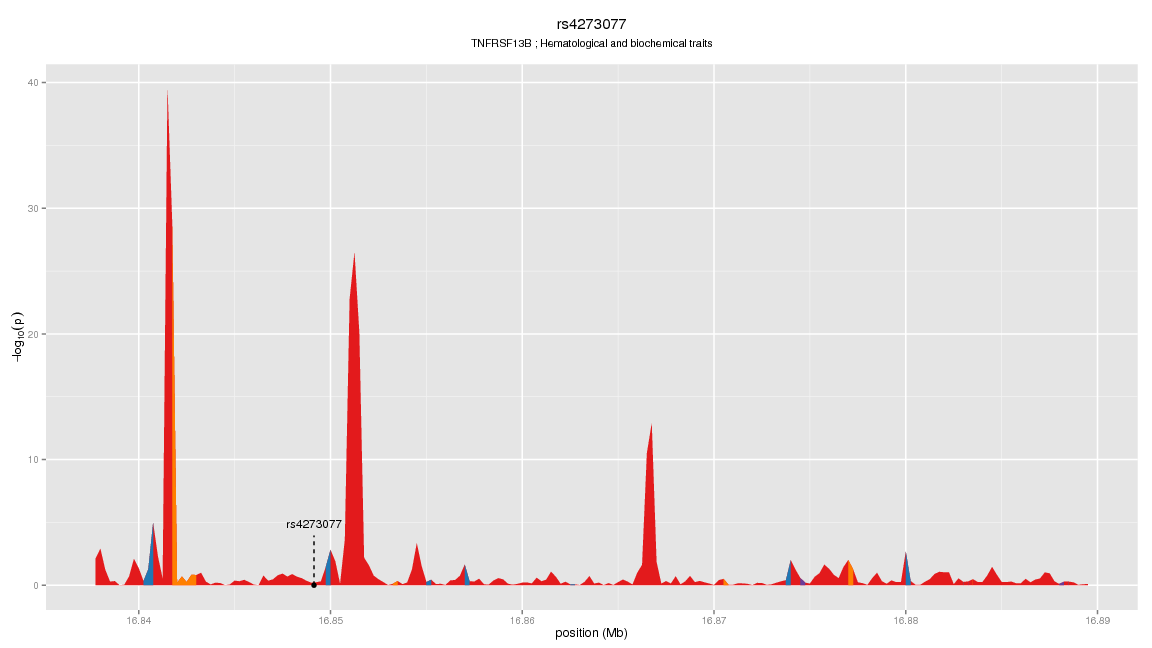 rs4273077
TNFRSF13B ; Hematological and biochemical traits
40
30
20
10
0
−log10(p)
rs4273077
16.84
16.85
16.86
16.87
16.88
16.89
position (Mb)